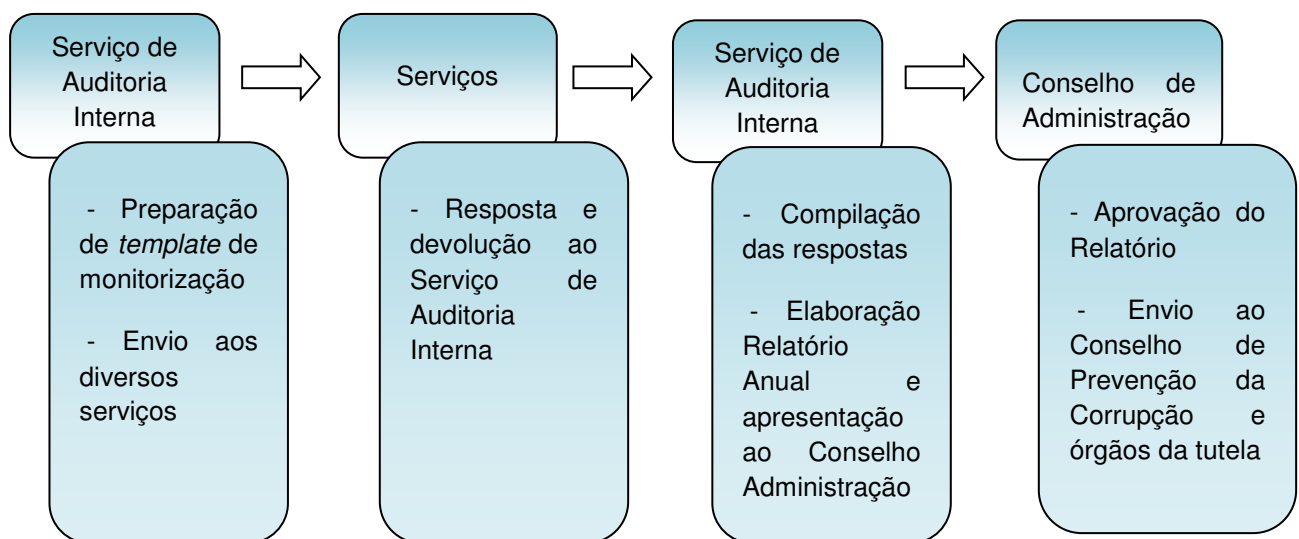 Serviço de
Auditoria
Interna
- Preparação
de template de
monitorização
- Envio aos
diversos
serviços
Serviços
- Resposta e
devolução ao
Serviço de
Auditoria
Interna
Serviço de
Auditoria
Interna
- Compilação
das respostas
- Elaboração
Relatório
Anual e
apresentação
ao Conselho
Administração
Conselho de
Administração
- Aprovação do
Relatório
- Envio ao
Conselho de
Prevenção da
Corrupção e
órgãos da tutela